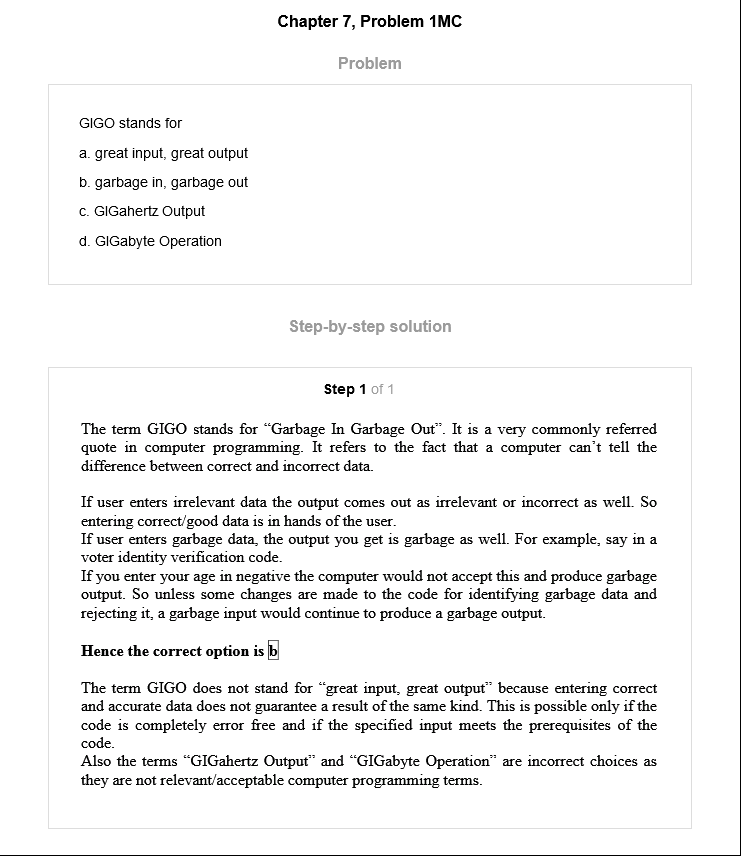 Chapter 7, Problem 1MC
Problem
GIGO stands for
a. great input, great output
b. garbage in, garbage out
c. GIGahertz Output
d. GIGabyte Operation
Step-by-step solution
Step 1 of 1
The term GIGO stands for “Garbage In Garbage Out”. It is a very commonly referred
quote in computer programming. It refers to the fact that a computer can’t tell the
difference between correct and incorrect data.
If user enters irrelevant data the output comes out as irrelevant or incorrect as well. So
entering correct/good data is in hands of the user.
If user enters garbage data, the output you get is garbage as well. For example, say in a
voter identity verification code.
If you enter your age in negative the computer would not accept this and produce garbage
output. So unless some changes are made to the code for identifying garbage data and
rejecting it, a garbage input would continue to produce a garbage output.
Hence the correct option is b
The term GIGO does not stand for “great input, great output” because entering correct
and accurate data does not guarantee a result of the same kind. This is possible only if the
code is completely error free and if the specified input meets the prerequisites of the
code.
Also the terms “GIGahertz Output” and “GIGabyte Operation” are incorrect choices as
they are not relevant/acceptable computer programming terms.